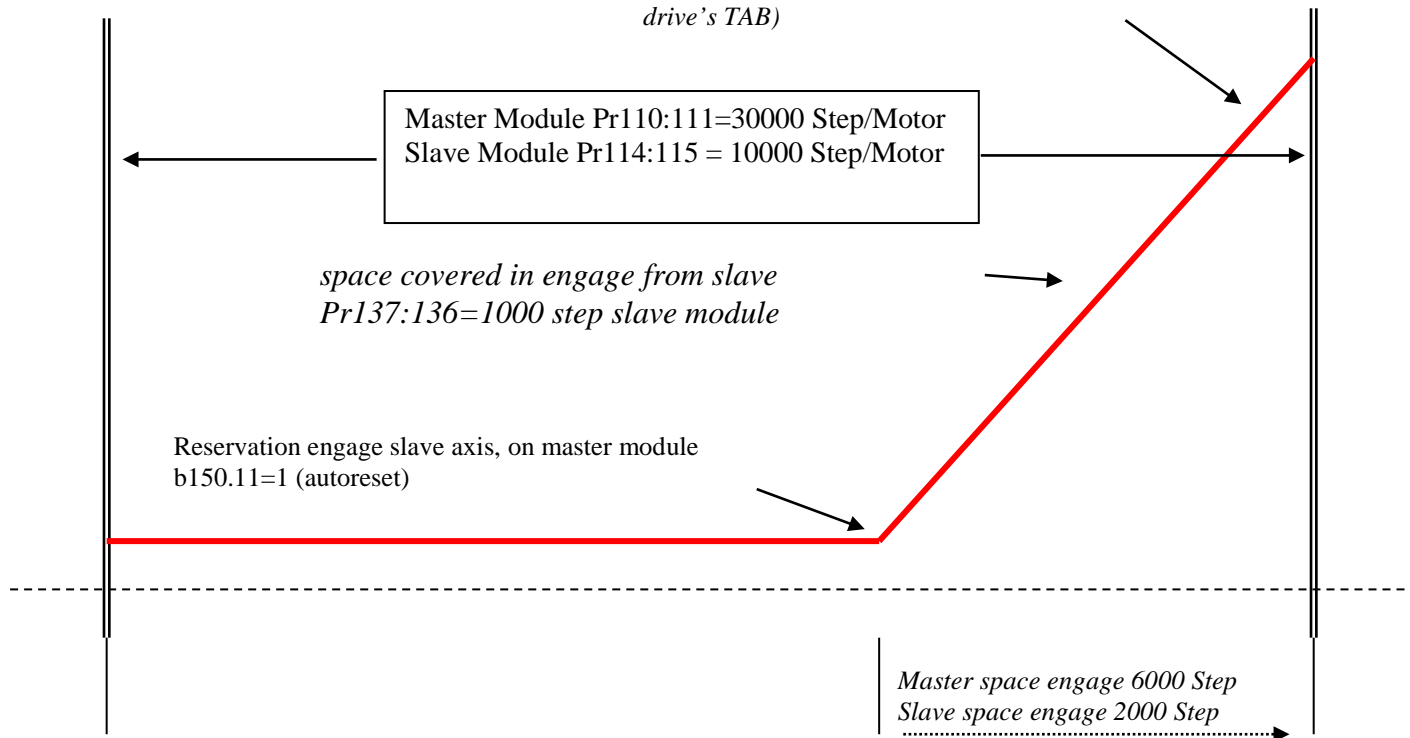 drive’s TAB)
Master Module Pr110:111=30000 Step/Motor
Slave Module Pr114:115 = 10000 Step/Motor
space covered in engage from slave
Pr137:136=1000 step slave module
Reservation engage slave axis, on master module
b150.11=1 (autoreset)
Master space engage 6000 Step
Slave space engage 2000 Step